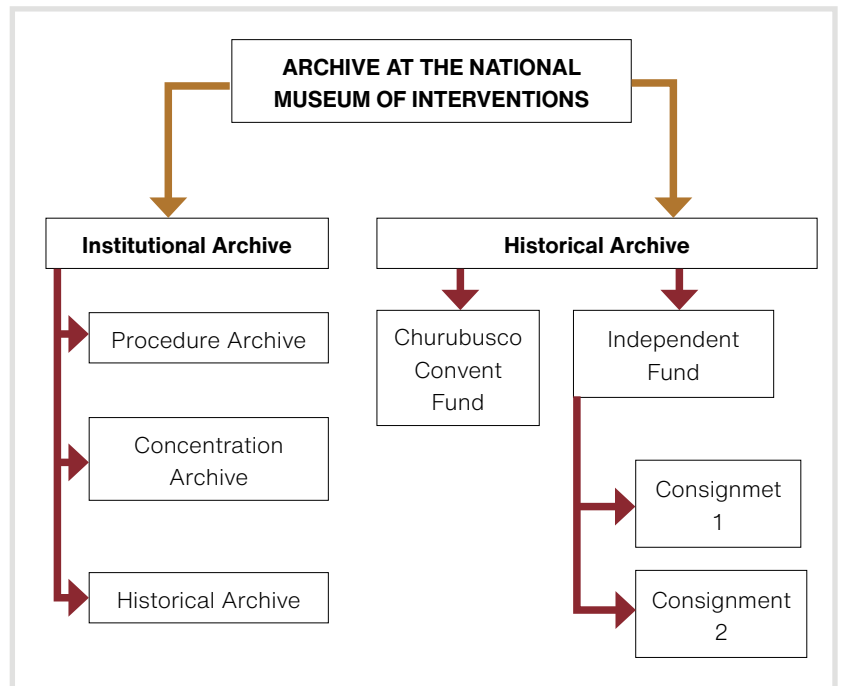 ARCHIVE AT THE NATIONAL
MUSEUM OF INTERVENTIONS
Institutional Archive
Historical Archive
Procedure Archive
Concentration
Archive
Historical Archive
Churubusco
Convent
Fund
Independent
Fund
Consignmet
1
Consignment
2